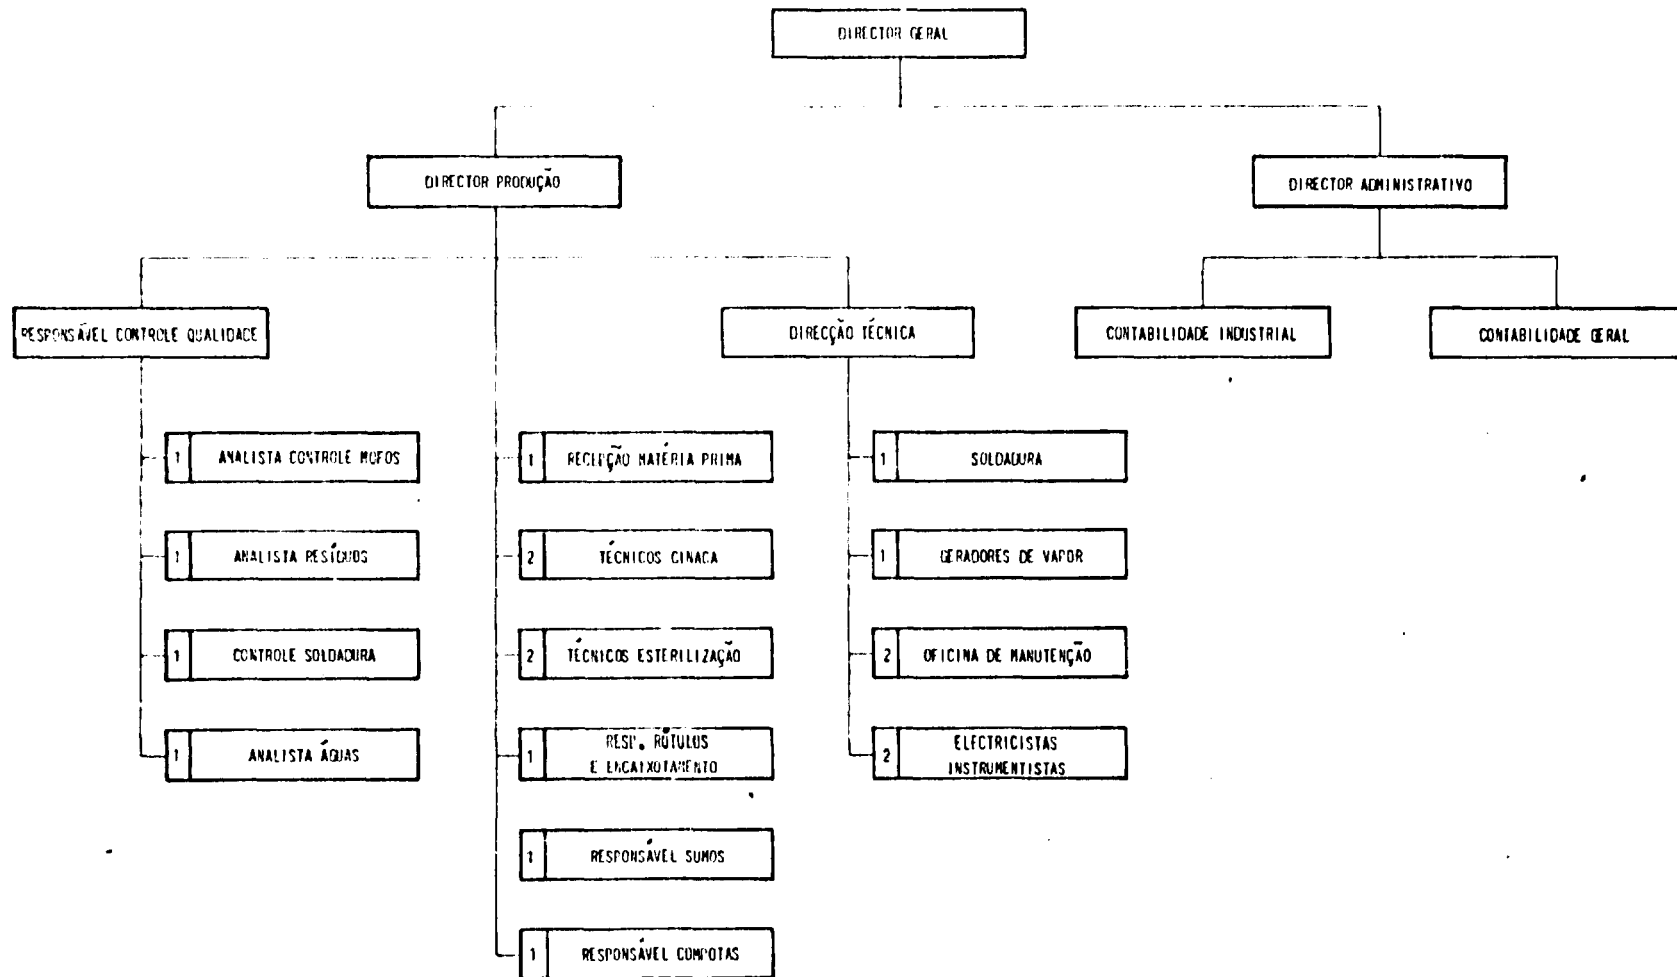 DIRECTOR GERAL
DIRECTOR PRODUÇÃO
DIRECTOR ADMINISTRATIVO
RESPONSÁVEL CONTROLE QUALIDADE
DIRECÇÃO TÉCNICA
CONTABILIDADE INDUSTRIAL
CONTABILIDADE GERAL
1 ANALISTA CONTROLE MOFOS
1 ANALISTA RESÍDUOS
1 CONTROLE SOLDADURA
1 ANALISTA ÁGUAS
1 RECEPÇÃO MATÉRIA PRIMA
2 TÉCNICOS
2 TÉCNICOS ESTERILIZAÇÃO
1 RESP. RÓTULOS
E ENCAIXOTAMENTO
1 RESPONSÁVEL SUMOS
1 RESPONSÁVEL COMPOTAS
1 SOLDADURA
1 GERADORES DE VAPOR
2 OFICINA DE MANUTENÇÃO
2 ELECTRICISTAS
INSTRUMENTISTAS